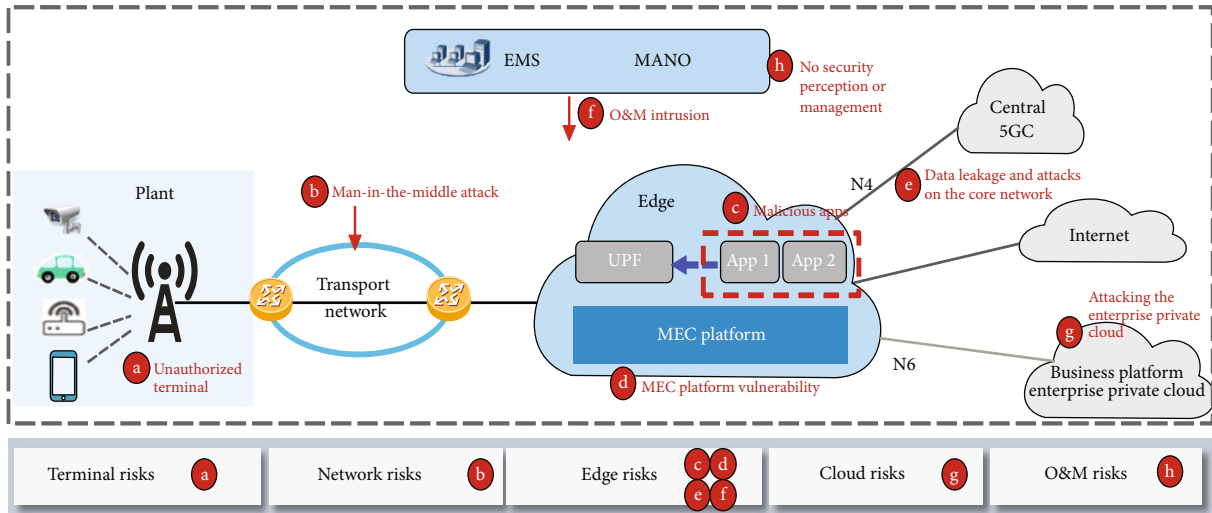 EMS
MANO
h
No security
perception or
management
f
O&M intrusion
Central
5GC
Plant
b
Man-in-the-middle attack
N4
e
Data leakage and attacks
on the core network
Edge
c
Malicious apps
UPF
App 1
App 2
Internet
Transport
network
MEC platform
Attacking the
enterprise private
cloud
g
a
Unauthorized
terminal
d
MEC platform vulnerability
N6
Business platform
enterprise private cloud
Terminal risks
a
Network risks
b
Edge risks
c d
e f
Cloud risks
g
O&M risks
h